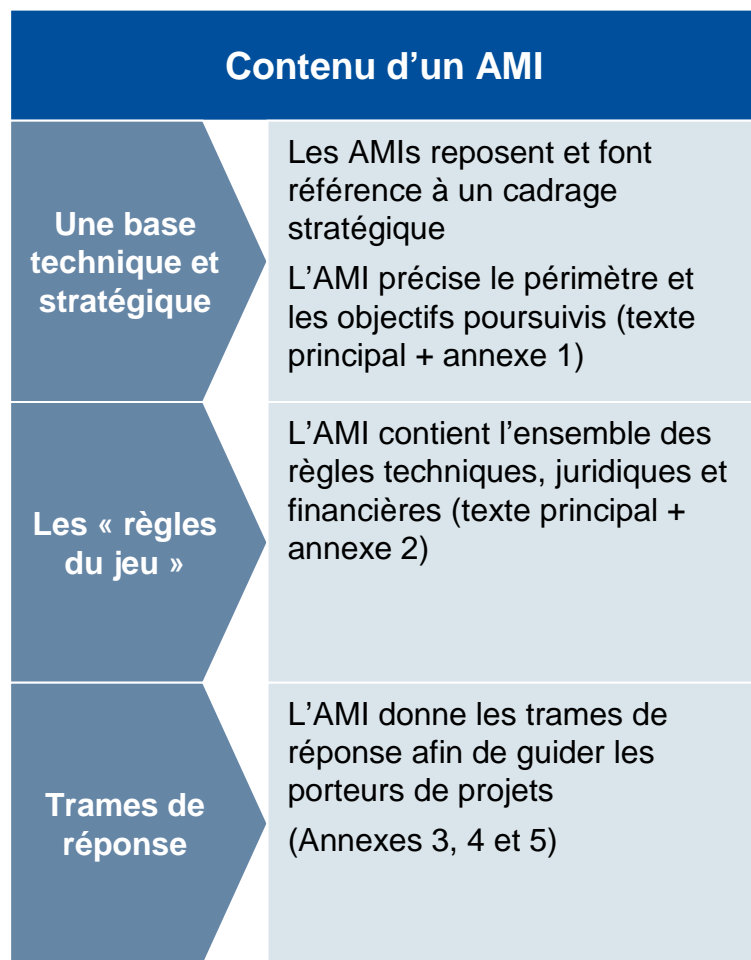 Contenu d’un AMI
Une base
technique et
stratégique
Les AMIs reposent et font
référence à un cadrage
stratégique
L’AMI précise le périmètre et
les objectifs poursuivis (texte
principal + annexe 1)
Les « règles
du jeu »
L’AMI contient l’ensemble des
règles techniques, juridiques et
financières (texte principal +
annexe 2)
Trames de
réponse
L’AMI donne les trames de
réponse afin de guider les
porteurs de projets
(Annexes 3, 4 et 5)